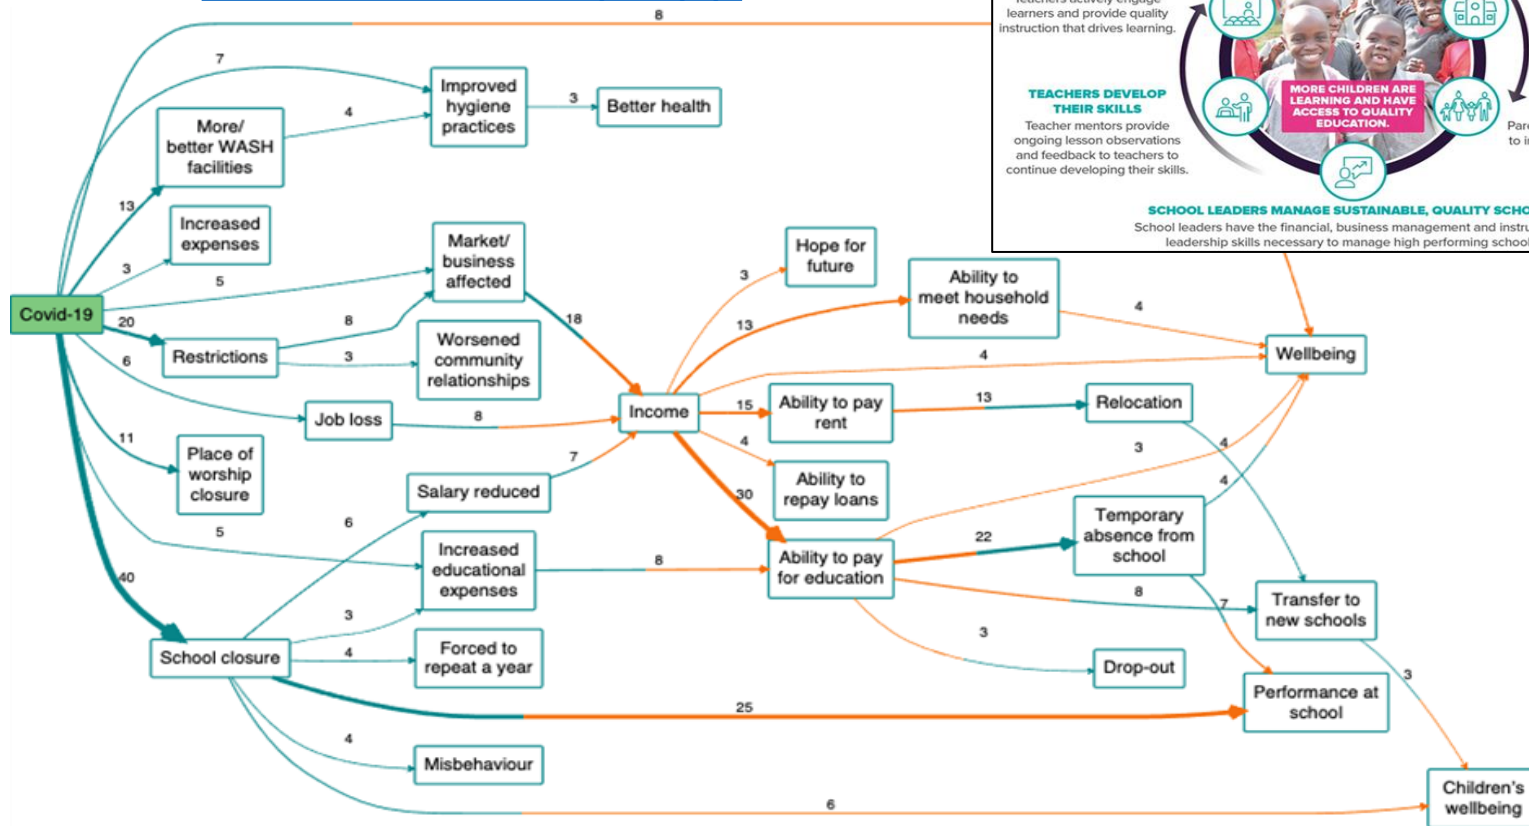 8
7
Improved
hygiene
practices
3
Better health
More/
better WASH
facilities
4
13
Increased
expenses
3
5
Market/
business
affected
Covid-19
20
Restrictions
8
3
Worsened
community
relationships
6
Job loss
8
18
Income
11
Place of
worship
closure
7
Salary reduced
6
5
Increased
educational
expenses
3
8
40
School closure
4
Forced to
repeat a year
25
4
Misbehaviour
6
3
Hope for
future
13
Ability to
meet household
needs
4
4
Wellbeing
15
Ability to pay
rent
13
Relocation
4
Ability to
repay loans
30
Ability to pay
for education
3
4
4
22
Temporary
absence from
school
8
7
Transfer to
new schools
3
Drop-out
Performance at
school
3
Children's
wellbeing
learners and provide quality
instruction that drives learning.
TEACHERS DEVELOP
THEIR SKILLS
Teacher mentors provide
ongoing lesson observations
and feedback to teachers to
continue developing their skills.
MORE CHILDREN ARE
LEARNING AND HAVE
ACCESS TO QUALITY
EDUCATION.
Par
to i
SCHOOL LEADERS MANAGE SUSTAINABLE, QUALITY SCHO
School leaders have the financial, business management and instru
leadership skills necessary to manage high performing school